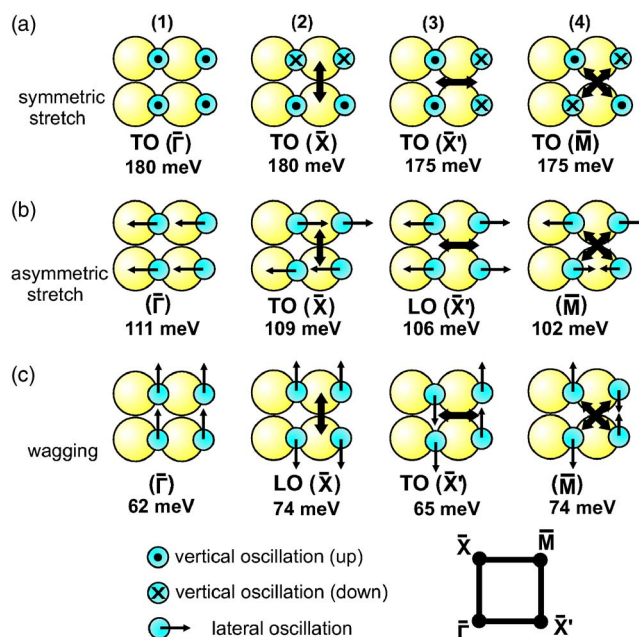 (1) (2) (3) (4)
(a)
symmetric
stretch
TO (Γ̄) TO (X̄) TO (X̄') TO (M̄)
180 meV 180 meV 175 meV 175 meV
(b)
asymmetric
stretch
(Γ̄) TO (X̄) LO (X̄') (M̄)
111 meV 109 meV 106 meV 102 meV
(c)
wagging
(Γ̄) LO (X̄) TO (X̄') (M̄)
62 meV 74 meV 65 meV 74 meV
vertical oscillation (up)
vertical oscillation (down)
lateral oscillation
X̄ M̄
Γ̄ X̄'